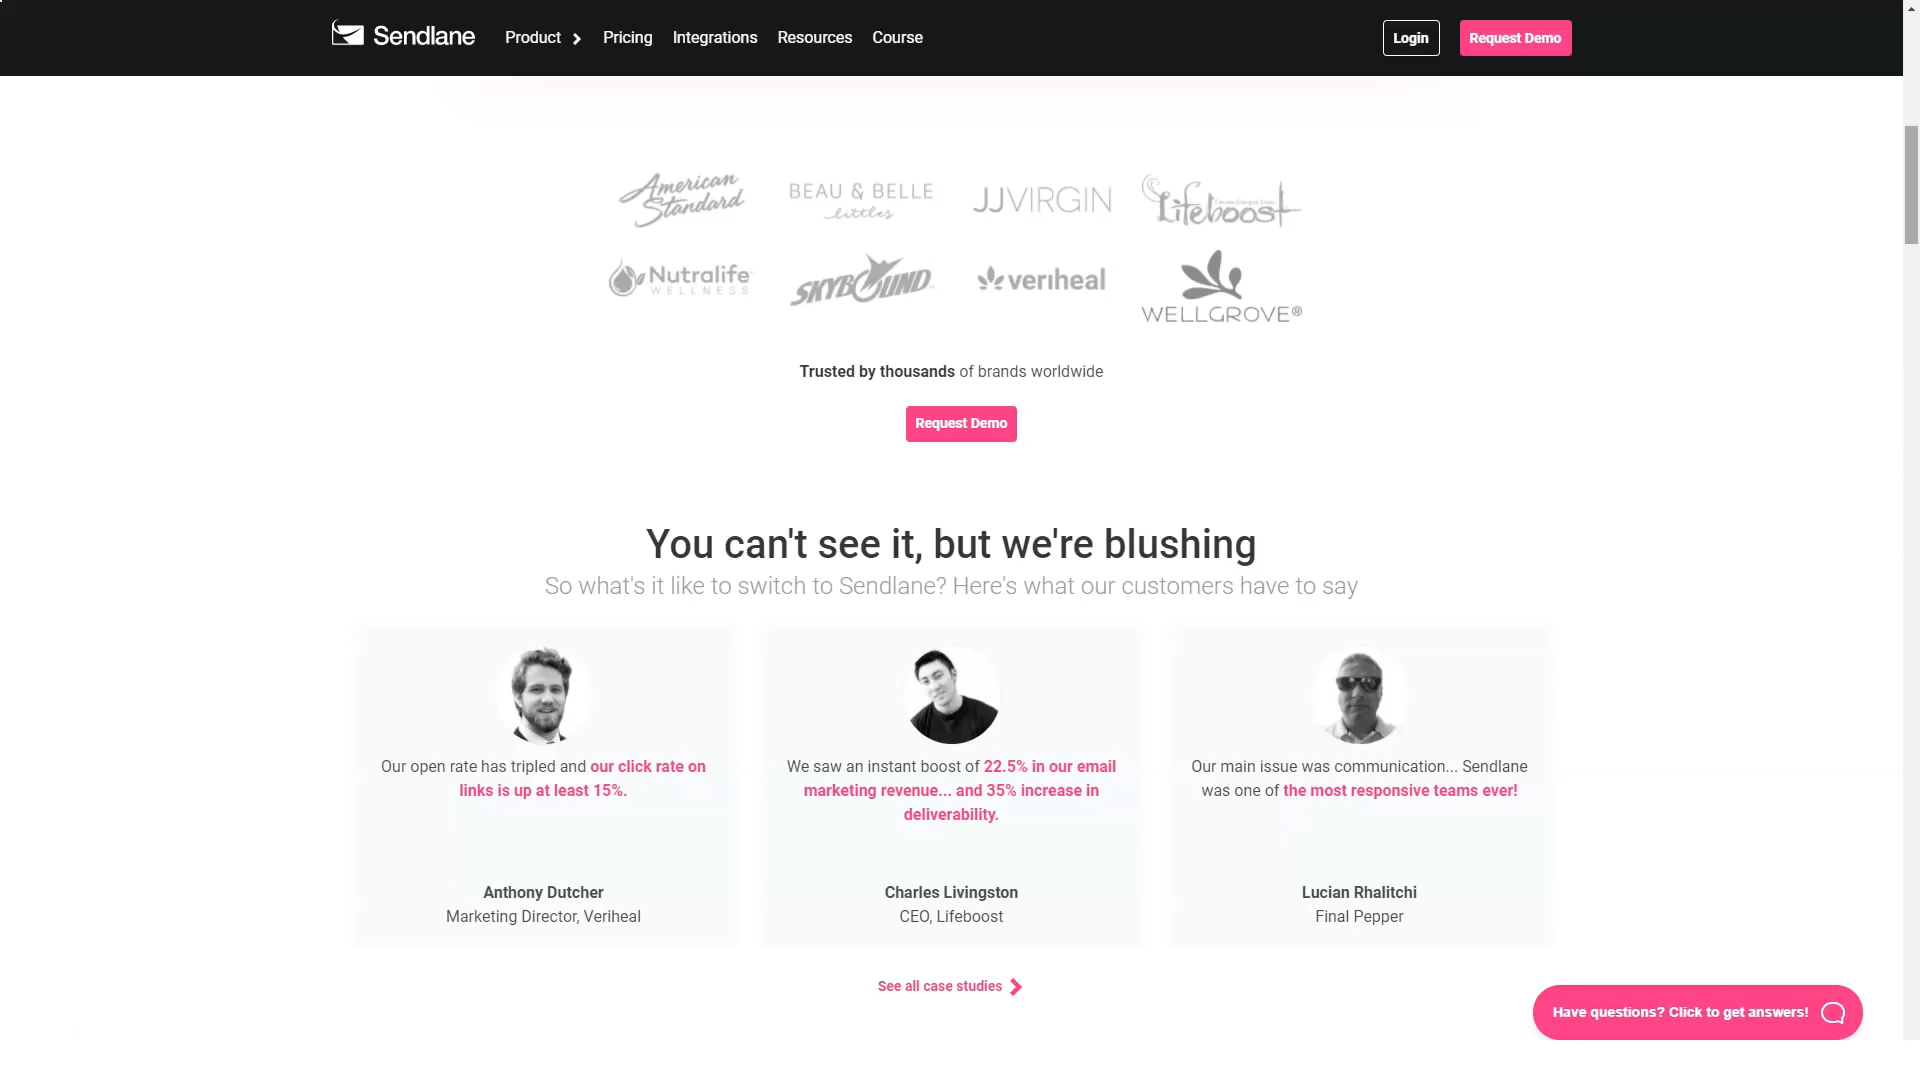 Sendlane
Product
Pricing
Integrations
Resources
Course
Login
Request Demo
American Standard
BEAU & BELLE
littles
JJVIRGIN
Lifeboost
Nutralife
WELLNESS
SKYBOUND
verıheal
WELLGROVE®
Trusted by thousands of brands worldwide
Request Demo
You can't see it, but we're blushing
So what's it like to switch to Sendlane? Here's what our customers have to say
Our open rate has tripled and our click rate on
links is up at least 15%.
Anthony Dutcher
Marketing Director, Veriheal
We saw an instant boost of 22.5% in our email
marketing revenue... and 35% increase in
deliverability.
Charles Livingston
CEO, Lifeboost
Our main issue was communication... Sendlane
was one of the most responsive teams ever!
Lucian Rhalitchi
Final Pepper
See all case studies
Have questions? Click to get answers!